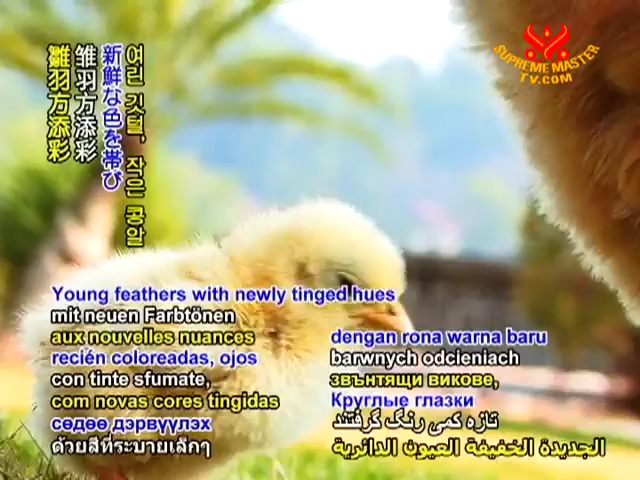 SUPREME MASTER
TV.COM
여린 깃털, 작은 콩알
新鮮な色を帯び
雏羽方添彩
雛羽方添彩
Young feathers with newly tinged hues
mit neuen Farbtönen
aux nouvelles nuances
recién coloreadas, ojos
con tinte sfumate,
com novas cores tingidas
сөдөө дэрвүүлэх
ด้วยสีที่ระบายเล็กๆ
dengan rona warna baru
barwnych odcieniach
звънтящи викове,
Круглые глазки
تازه کمی رنگ گرفتند
الجديدة الخفيفة العيون الدائرية